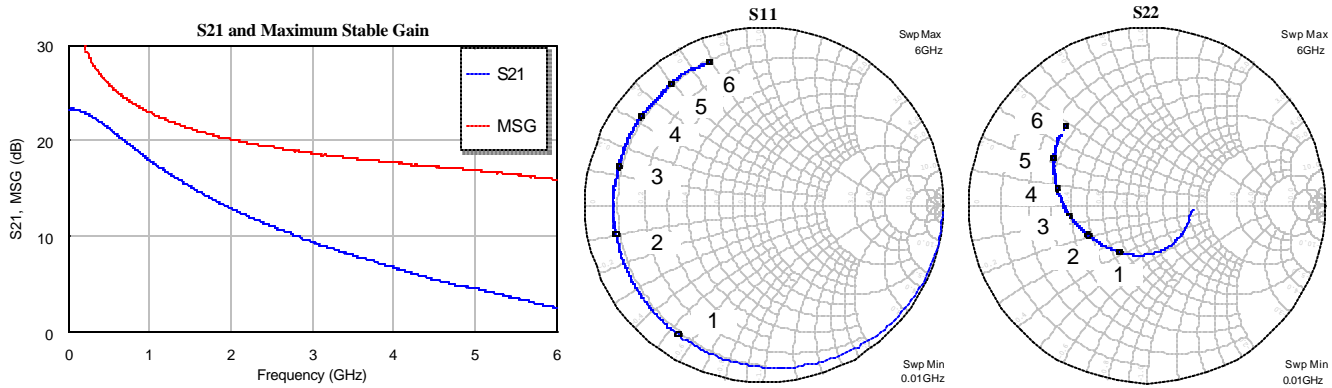 S21 and Maximum Stable Gain
S21, MSG (dB)
30
20
10
0
0
1
2
3
4
5
6
Frequency (GHz)
S21
MSG
S11
Swp Max
6GHz
6
5
4
3
2
1
Swp Min
0.01GHz
S22
Swp Max
6GHz
6
5
4
3
2
1
Swp Min
0.01GHz